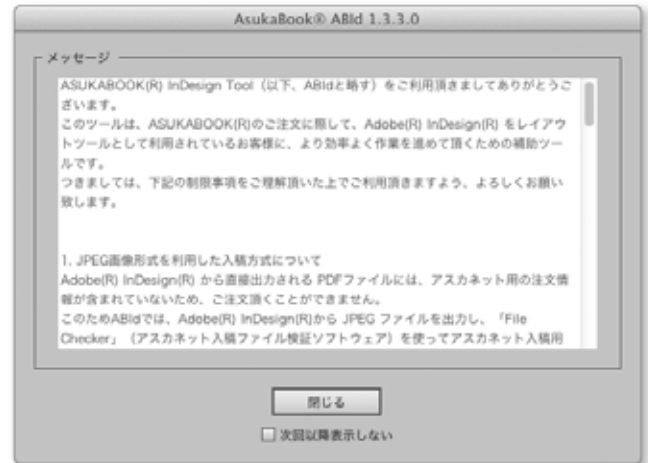 AsukaBook® ABId 1.3.3.0
メッセージ
ASUKABOOK(R) InDesign Tool（以下、ABIdと略す）をご利用頂きましてありがとうご
ざいます。
このツールは、ASUKABOOK(R)のご注文に際して、Adobe(R) InDesign(R) をレイアウ
トツールとして利用されているお客様に、より効率よく作業を進めて頂くための補助ツー
ルです。
つきましては、下記の制限事項をご理解頂いた上でご利用頂きますよう、よろしくお願い
致します。
1. JPEG画像形式を利用した入稿方式について
Adobe(R) InDesign(R) から直接出力される PDFファイルには、アスカネット用の注文情
報が含まれていないため、ご注文頂くことができません。
このためABIdでは、Adobe(R) InDesign(R)から JPEG ファイルを出力し、「File
Checker」（アスカネット入稿ファイル検証ソフトウェア）を使ってアスカネット入稿用
閉じる
次回以降表示しない